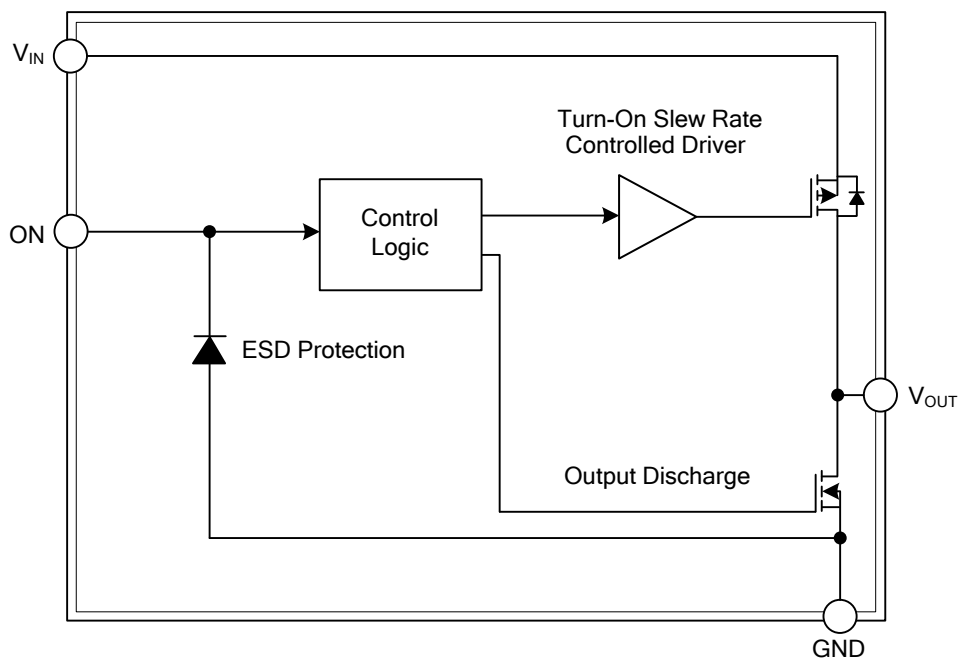 V_IN
Turn-On Slew Rate
Controlled Driver
ON
Control
Logic
ESD Protection
V_OUT
Output Discharge
GND